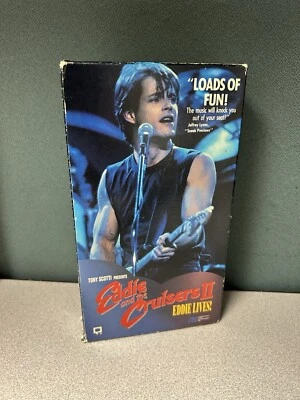 "LOADS OF
FUN!
The music will knock you
out of your seat!"
Jeffrey Lyons,
"Sneak Previews"
TONY SCOTTI PRESENTS
Eddie
and the
Cruisers II
EDDIE LIVES!